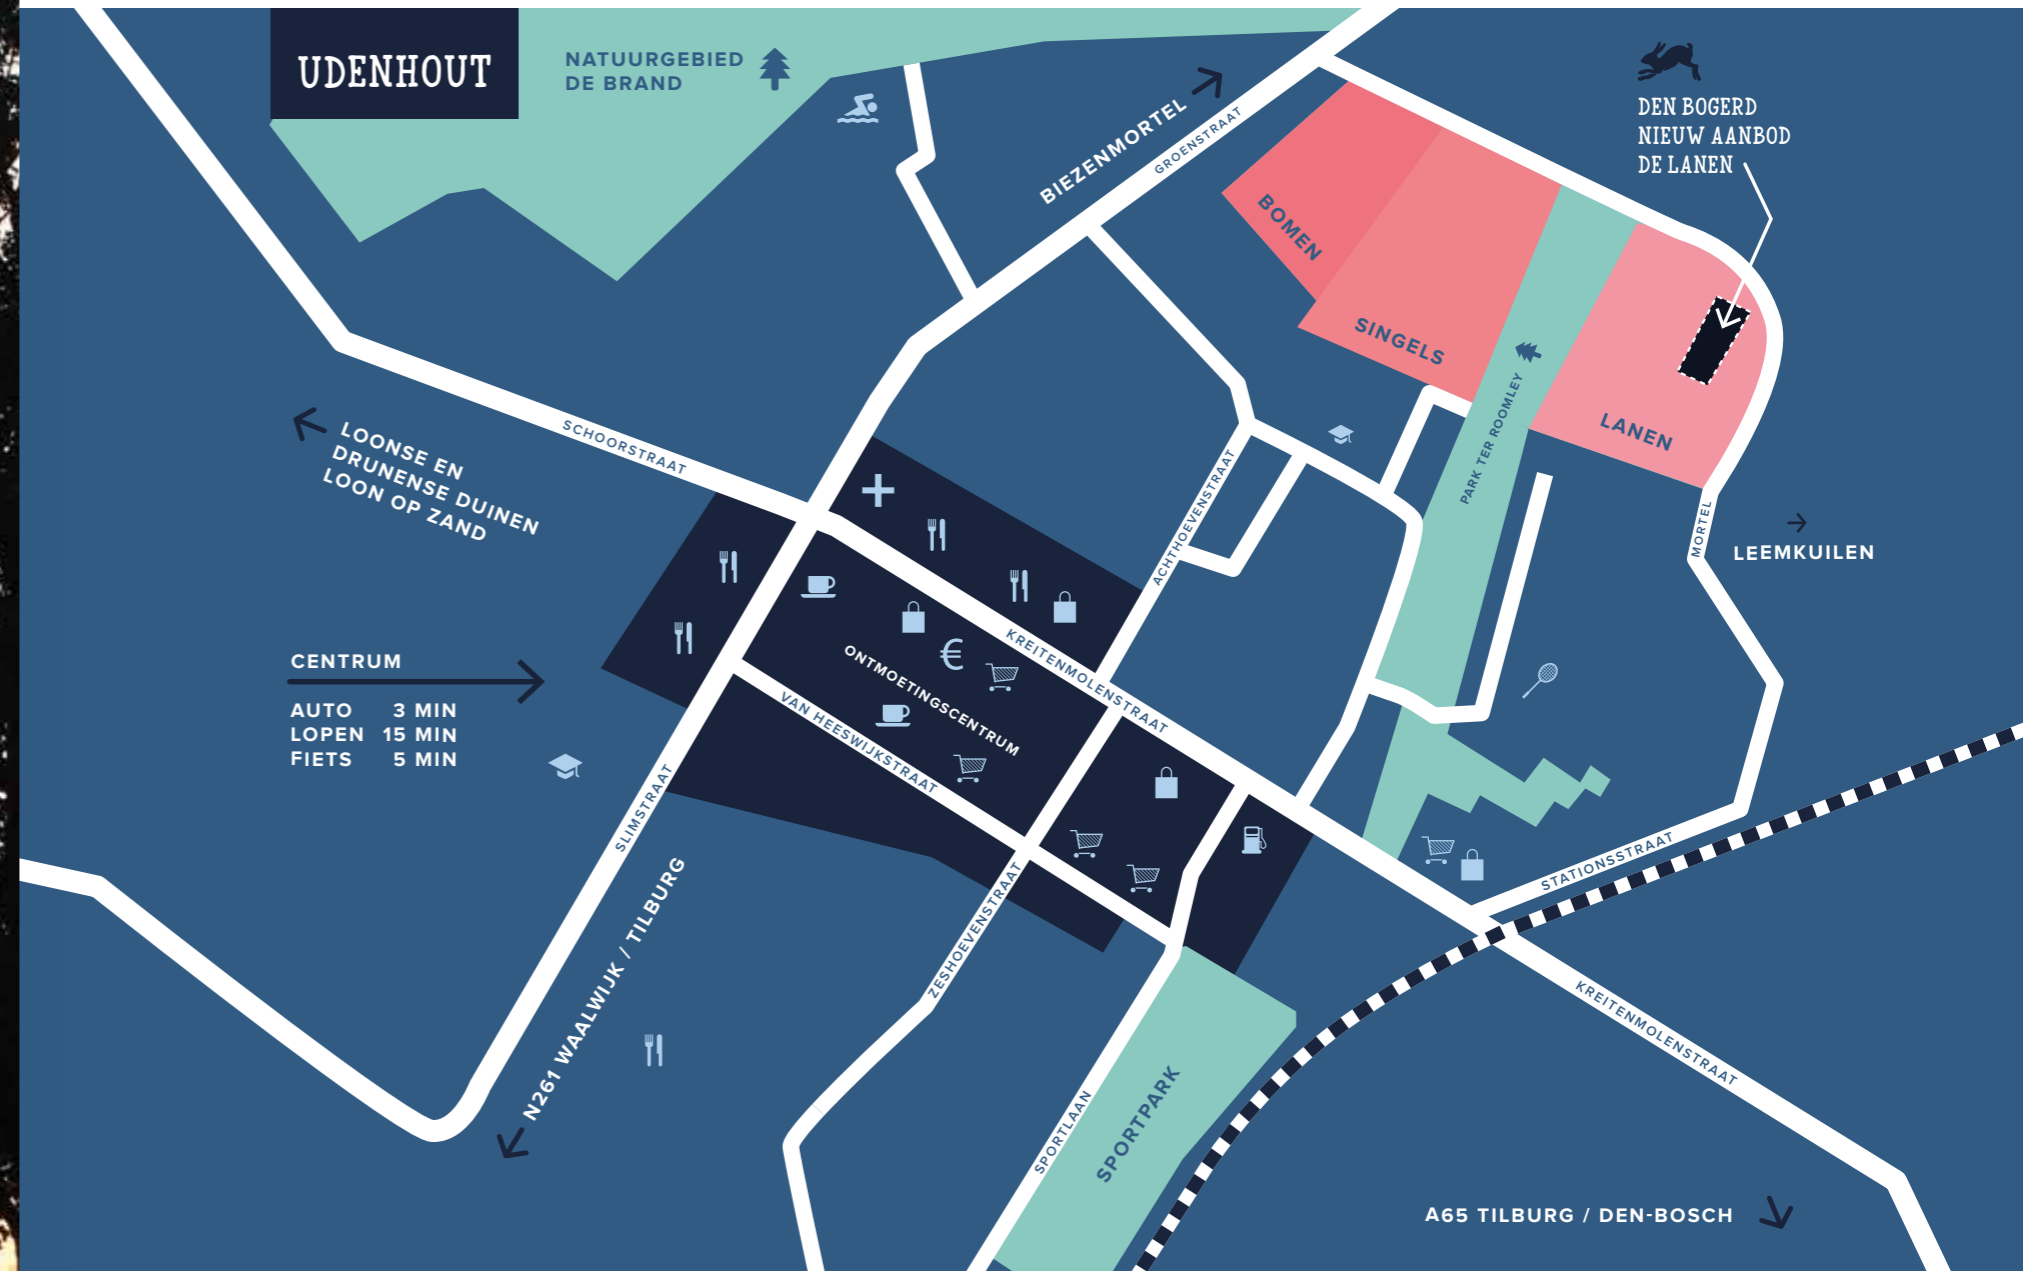 UDENHOUT
NATUURGEBIED
DE BRAND
BIEZENMORTEL
GROENSTRAAT
DEN BOGERD
NIEUW AANBOD
DE LANEN
BOMEN
SINGELS
LANEN
PARK TER ROOMLEY
MORTEL
LEEMKUILEN
SCHOORSTRAAT
LOONSE EN
DRUNENSE DUINEN
LOON OP ZAND
ACHTHOEVENSTRAAT
KREITENMOLENSTRAAT
€
ONTMOETINGSCENTRUM
VAN HEESWIJKSTRAAT
CENTRUM
AUTO 3 MIN
LOPEN 15 MIN
FIETS 5 MIN
SLIMSTRAAT
N261 WAALWIJK / TILBURG
ZESHOEVENSTRAAT
STATIONSSTRAAT
KREITENMOLENSTRAAT
SPORTLAAN
SPORTPARK
A65 TILBURG / DEN-BOSCH